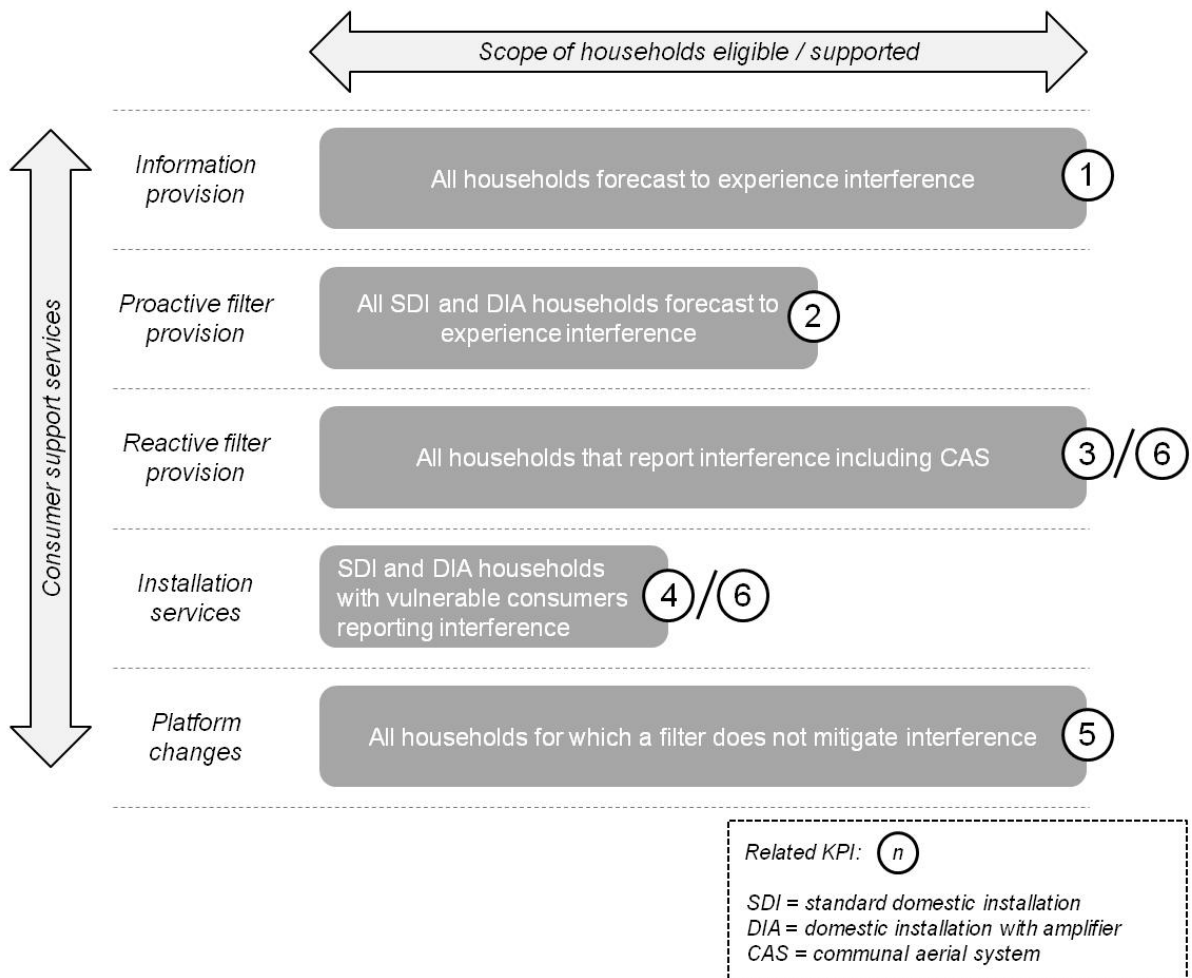 Scope of households eligible / supported
Consumer support services
Information
provision
All households forecast to experience interference
1
Proactive filter
provision
All SDI and DIA households forecast to
experience interference
2
Reactive filter
provision
All households that report interference including CAS
3/6
Installation
services
SDI and DIA households
with vulnerable consumers
reporting interference
4/6
Platform
changes
All households for which a filter does not mitigate interference
5
Related KPI: n
SDI = standard domestic installation
DIA = domestic installation with amplifier
CAS = communal aerial system